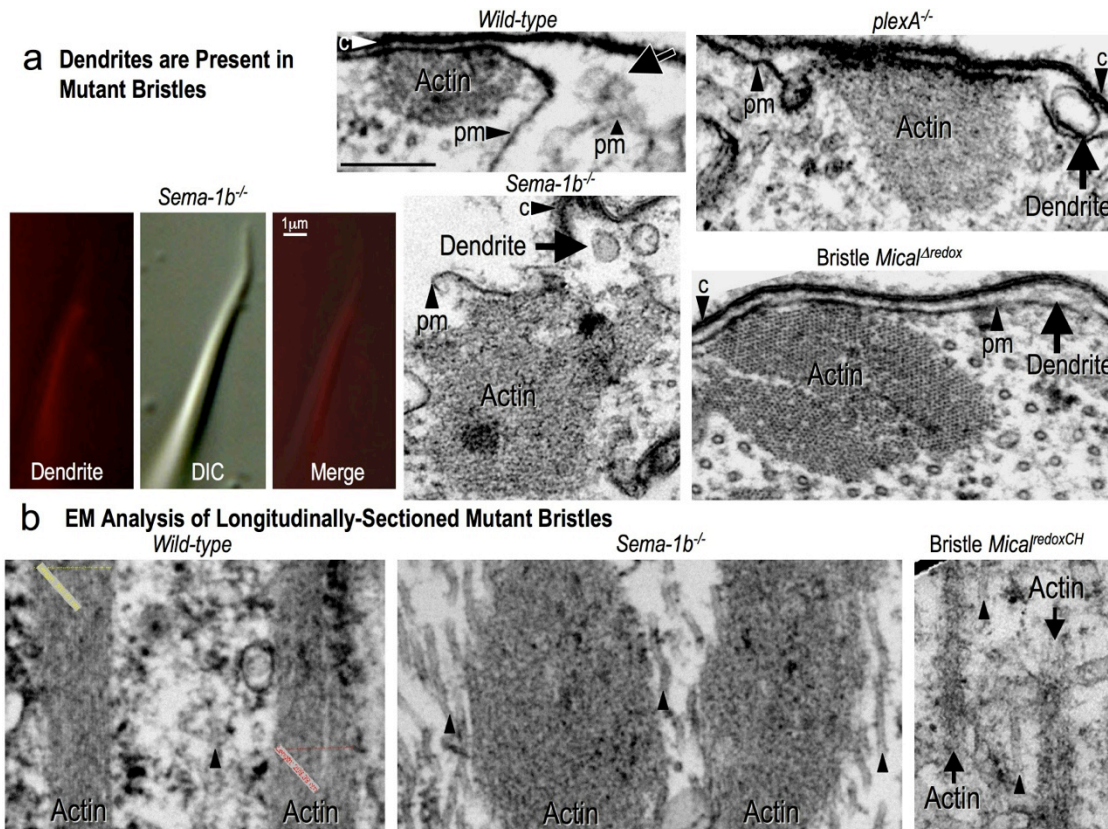 a Dendrites are Present in
Mutant Bristles
Wild-type
c
Actin
pm
pm
plexA-/-
c
pm
Actin
Dendrite
Sema-1b-/-
1μm
Dendrite
DIC
Merge
Sema-1b-/-
c
Dendrite
pm
Actin
Bristle MicalΔredox
c
pm
Dendrite
Actin
b EM Analysis of Longitudinally-Sectioned Mutant Bristles
Wild-type
Actin
Actin
Sema-1b-/-
Actin
Actin
Bristle MicalredoxCH
Actin
Actin